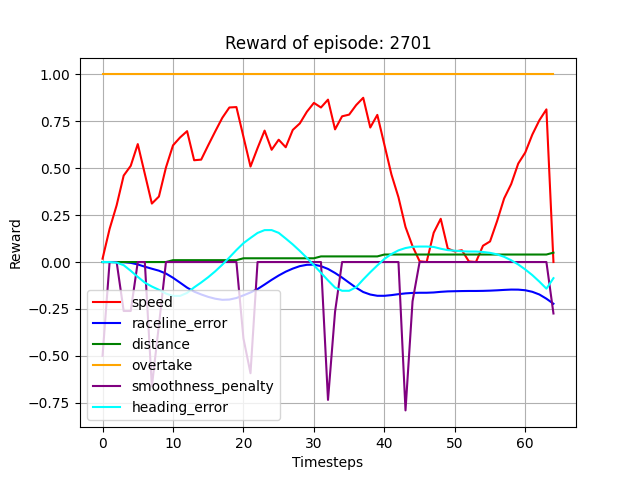 Reward of episode: 2701
Reward
1.00
0.75
0.50
0.25
0.00
−0.25
−0.50
−0.75
speed
raceline_error
distance
overtake
smoothness_penalty
heading_error
0 10 20 30 40 50 60
Timesteps